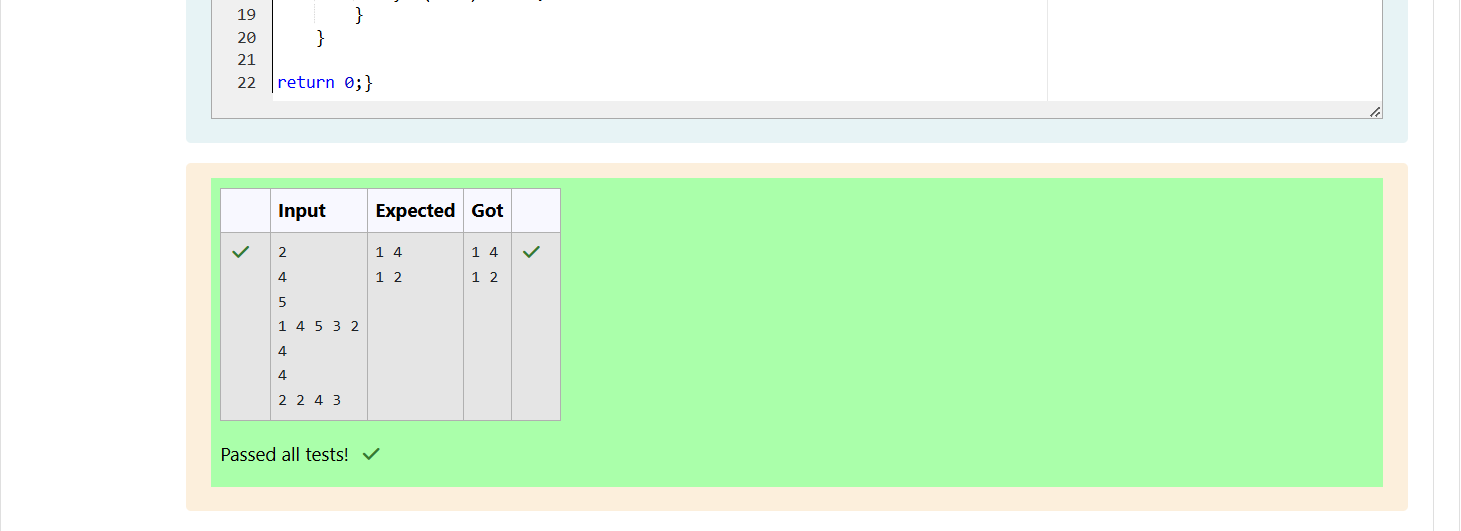 19 }
20 }
21
22 return 0;}
Input Expected Got
2 1 4 1 4
4 1 2 1 2
5
1 4 5 3 2
4
4
2 2 4 3
Passed all tests!